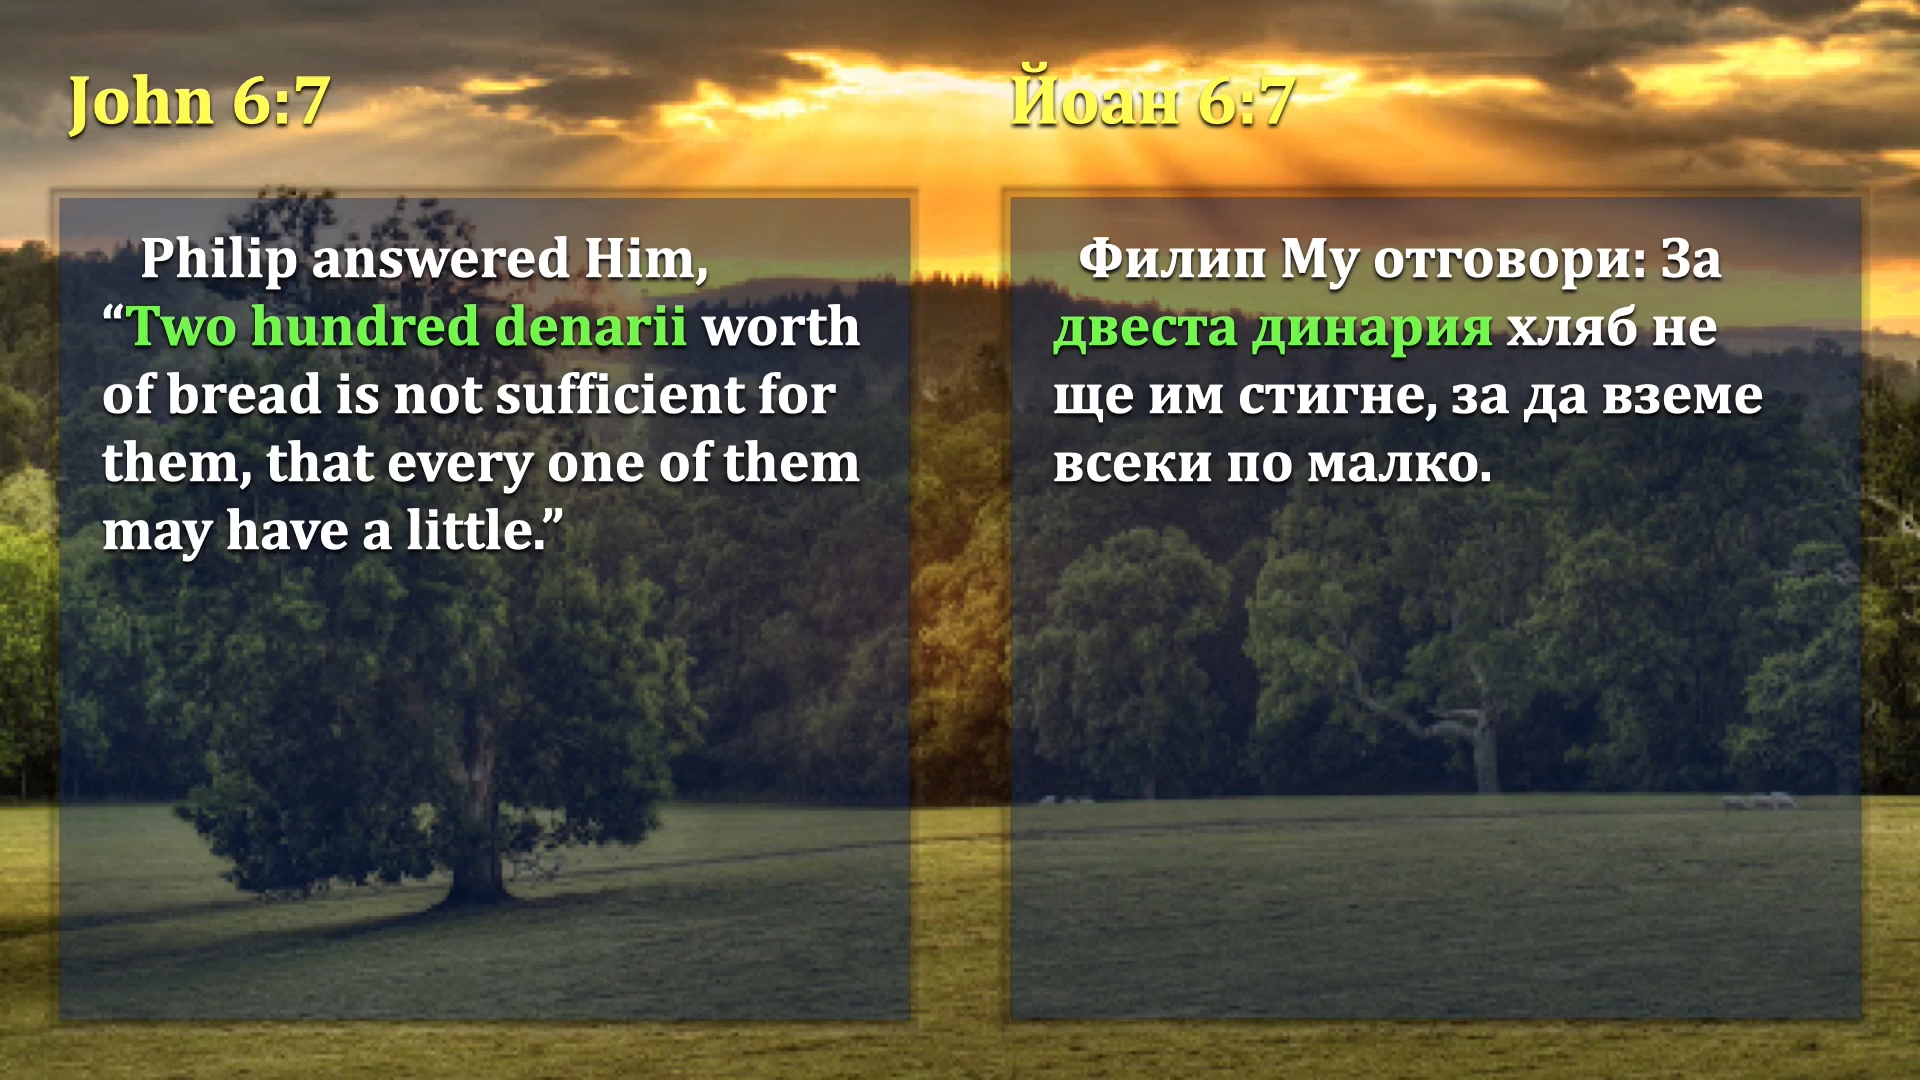 John 6:7
Philip answered Him,
“Two hundred denarii worth
of bread is not sufficient for
them, that every one of them
may have a little.”
Йоан 6:7
Филип Му отговори: За
двеста динария хляб не
ще им стигне, за да вземе
всеки по малко.